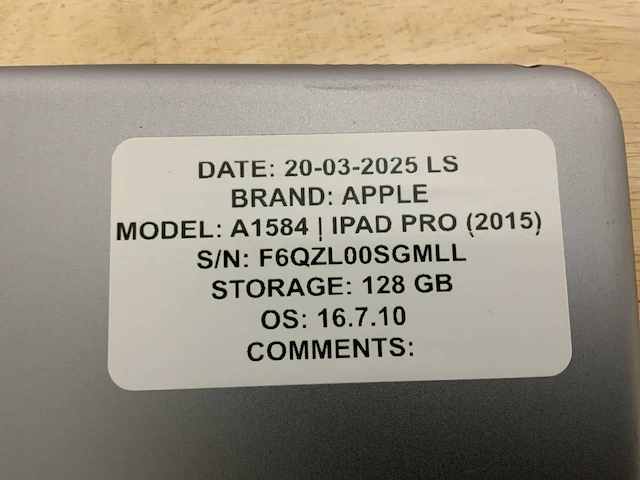 DATE: 20-03-2025 LS
BRAND: APPLE
MODEL: A1584 | IPAD PRO (2015)
S/N: F6QZL00SGMLL
STORAGE: 128 GB
OS: 16.7.10
COMMENTS: